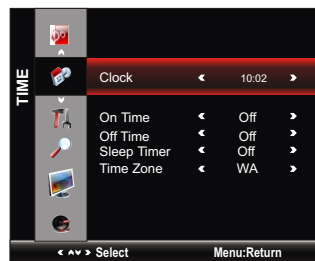 TIME
Clock 10:02
On Time Off
Off Time Off
Sleep Timer Off
Time Zone WA
Select Menu:Return